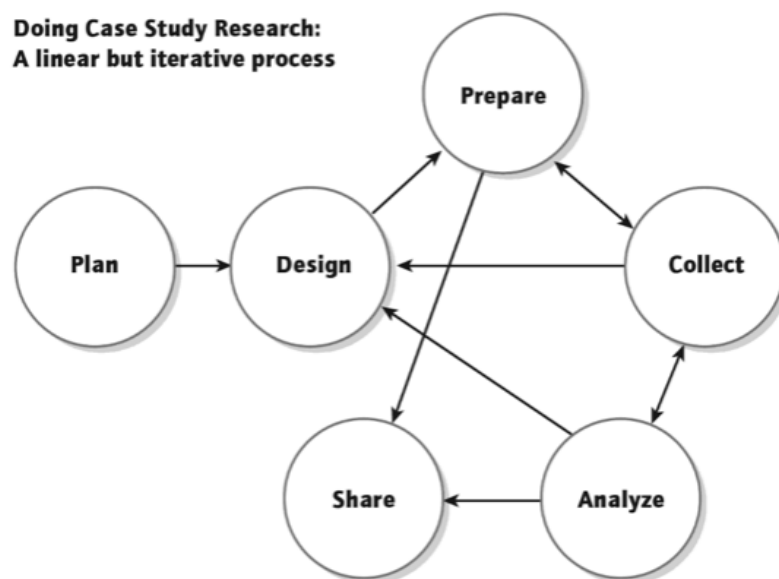 Doing Case Study Research:
A linear but iterative process
Prepare
Plan
Design
Collect
Share
Analyze